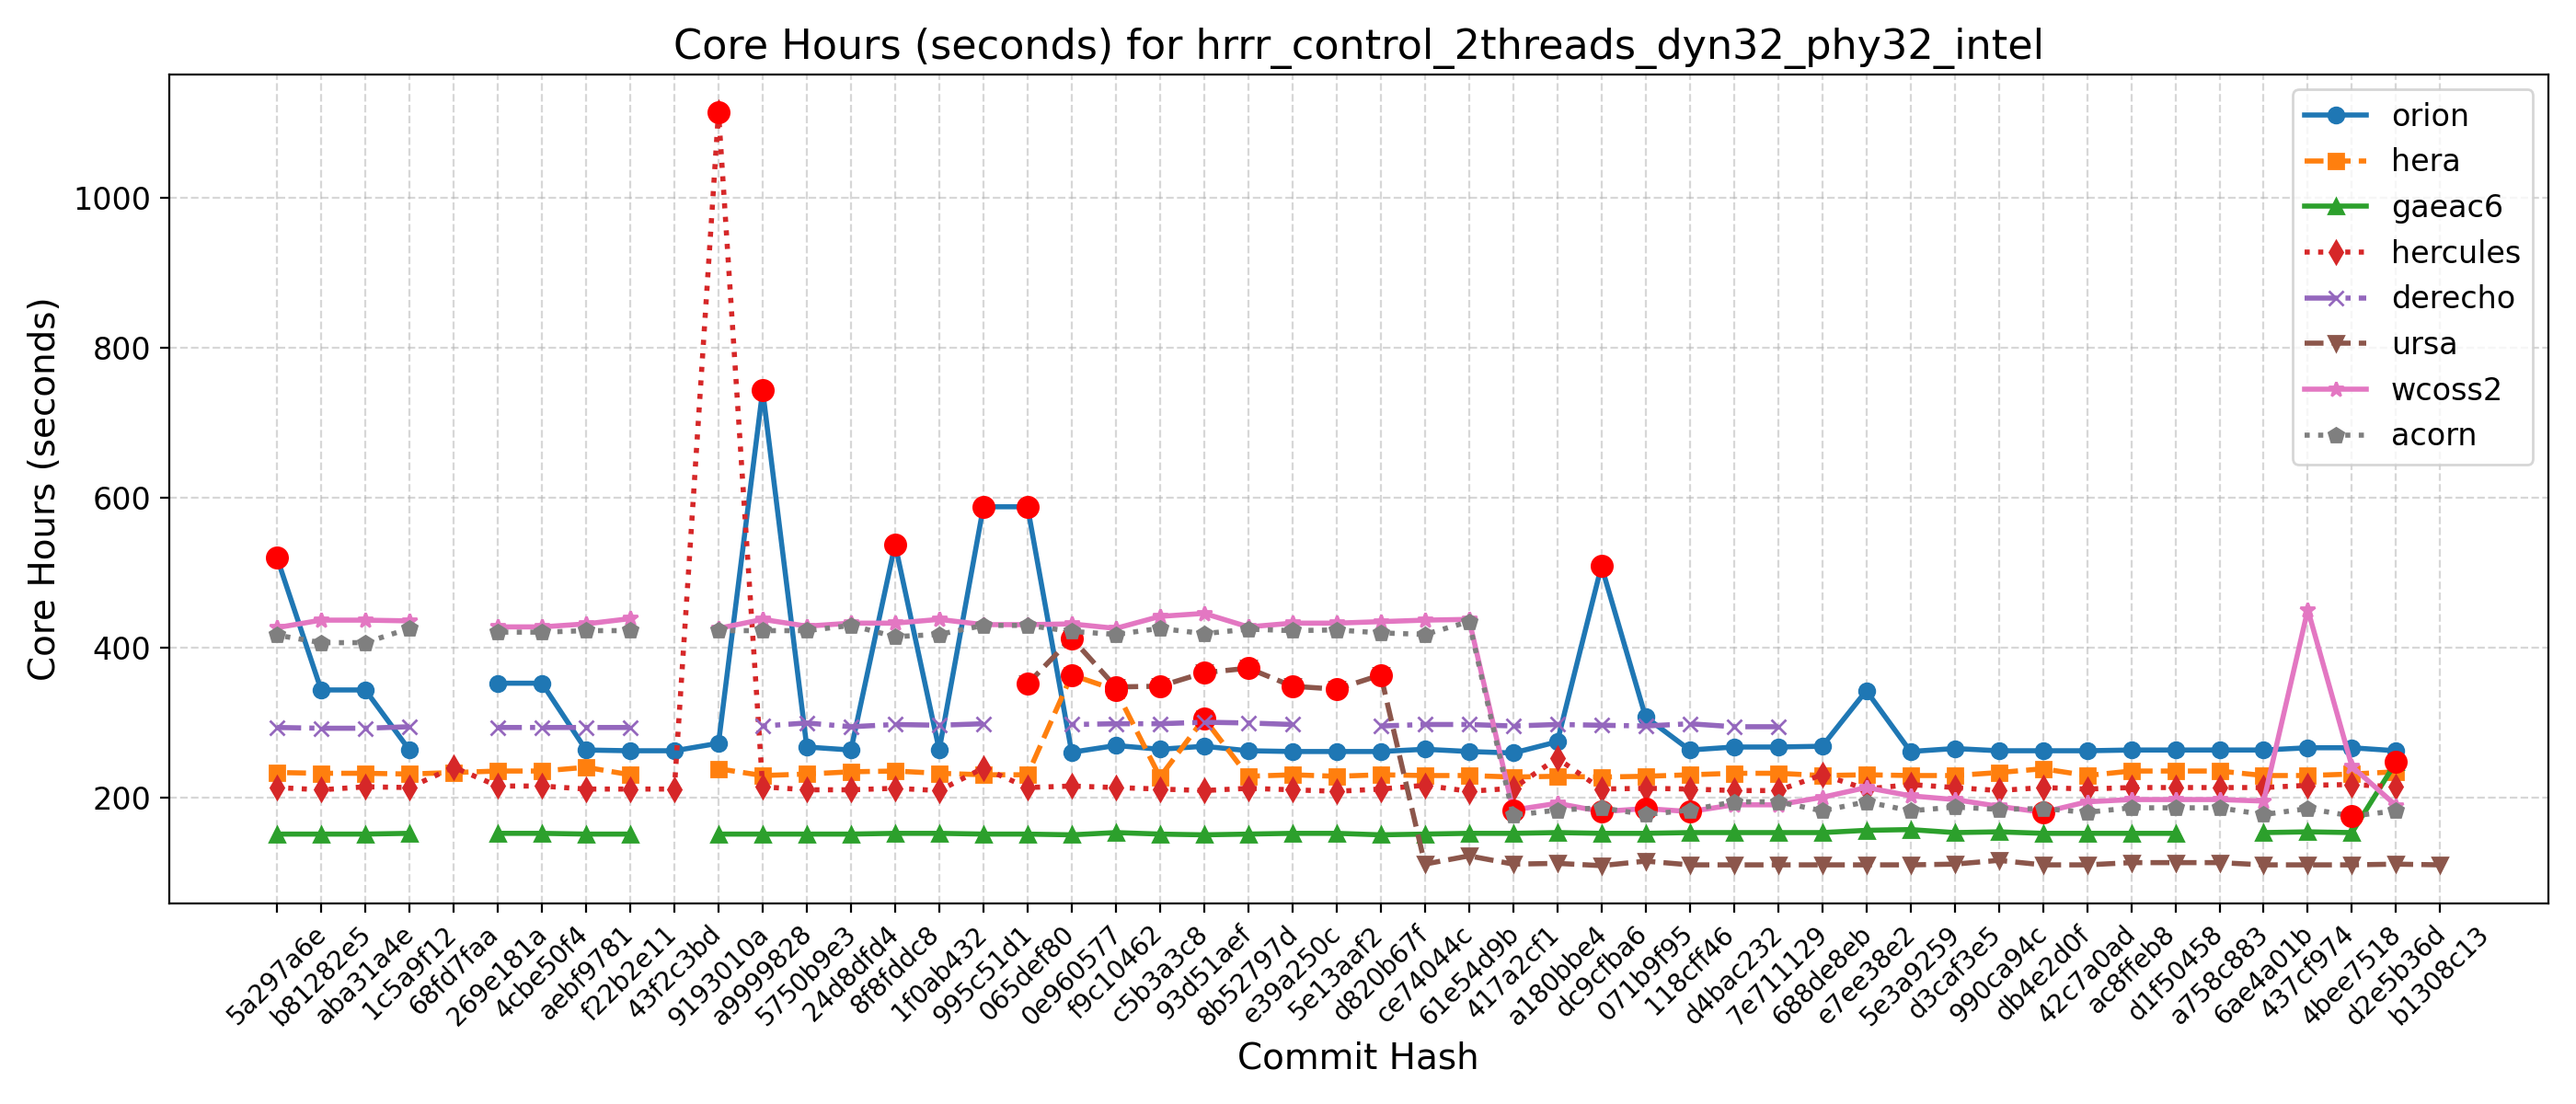 Core Hours (seconds) for hrrr_control_2threads_dyn32_phy32_intel
Core Hours (seconds)
1000
800
600
400
200
orion
hera
gaeac6
hercules
derecho
ursa
wcoss2
acorn
5a297a6e
b81282e5
aba31a4e
1c5a9f12
68fd7faa
269e181a
4cbe50f4
aebf9781
f22b2e11
43f2c3bd
9193010a
a9999828
5750b9e3
24d8dfd4
8f8fddc8
1f0ab432
995c51d1
065def80
0e960577
f9c10462
c5b3a3c8
93d51aef
8b52797d
e39a250c
5e13aaf2
d820b67f
ce74044c
61e54d9b
417a2cf1
a180bbe4
dc9cfba6
071b9f95
118cff46
d4bac232
7e711129
688de8eb
e7ee38e2
5e3a9259
d3caf3e5
990ca94c
db4e2d0f
42c7a0ad
ac8ffeb8
d1f50458
a758c883
6ae4a01b
437cf974
4bee7518
d2e5b36d
b1308c13
Commit Hash